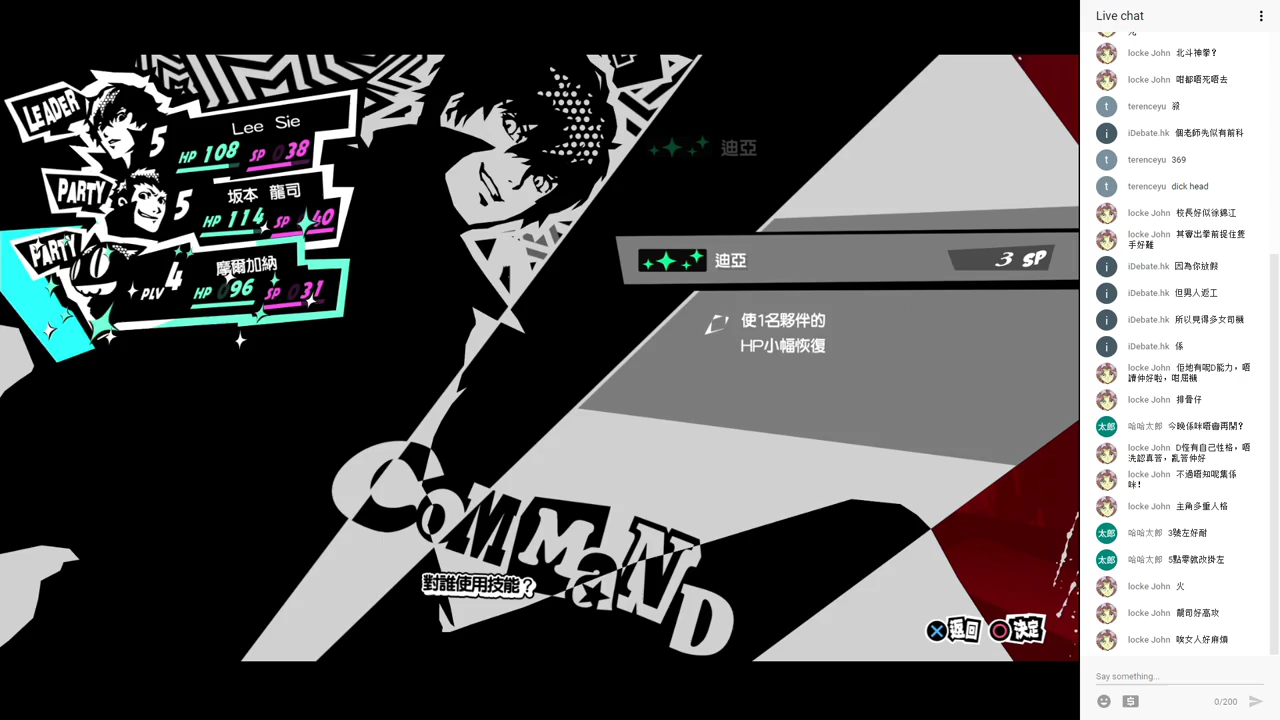 LEADER
Lee Sie
5
HP 108 SP 038
PARTY
坂本 龍司
5
HP 114 SP 040
PARTY
摩爾加納
PLV 4
HP 096 SP 031
迪亞
迪亞
3 SP
使1名夥伴的
HP小幅恢復
COMMAND
對誰使用技能？
返回
決定
Live chat
locke John 北斗神拳？
locke John 咁都唔死唔去
terenceyu
iDebate.hk 個老師先似有前科
terenceyu 369
terenceyu dick head
locke John 校長好似徐錦江
locke John 其實出拳前捉住隻
手好難
iDebate.hk 因為你放假
iDebate.hk 但男人返工
iDebate.hk 所以見得多女司機
iDebate.hk 係
locke John 佢地有呢D能力，唔
讀仲好啦，咁屈機
locke John 排骨仔
哈哈太郎 今晚係咪唔會再鬧？
locke John D怪有自己性格，唔
洗認真答，亂答仲好
locke John 不過唔知呢集係
咪！
locke John 主角多重人格
哈哈太郎 3號左好耐
哈哈太郎 5點零號改掛左
locke John 火
locke John 龍司好高攻
locke John 唉女人好麻煩
Say something...
0/200